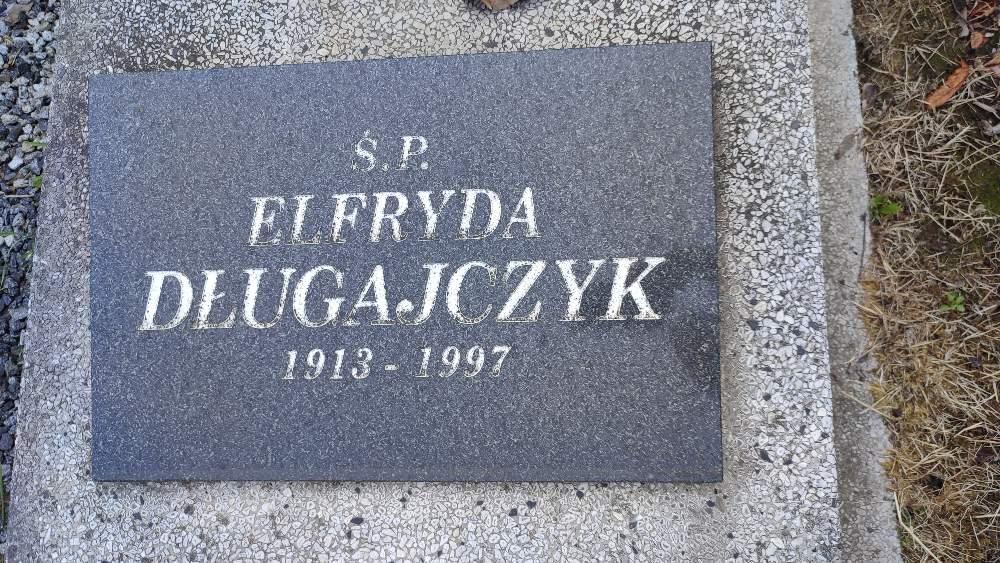 Ś.P.
ELFRYDA
DŁUGAJCZYK
1913 - 1997